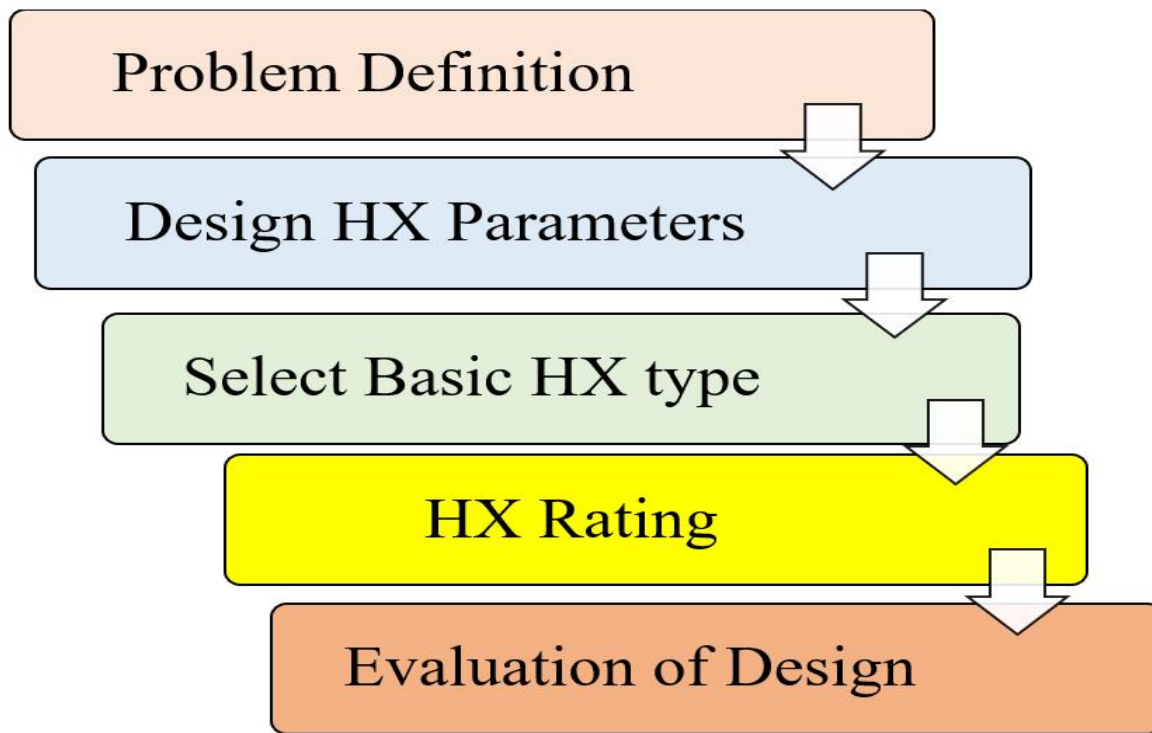 Problem Definition
Design HX Parameters
Select Basic HX type
HX Rating
Evaluation of Design